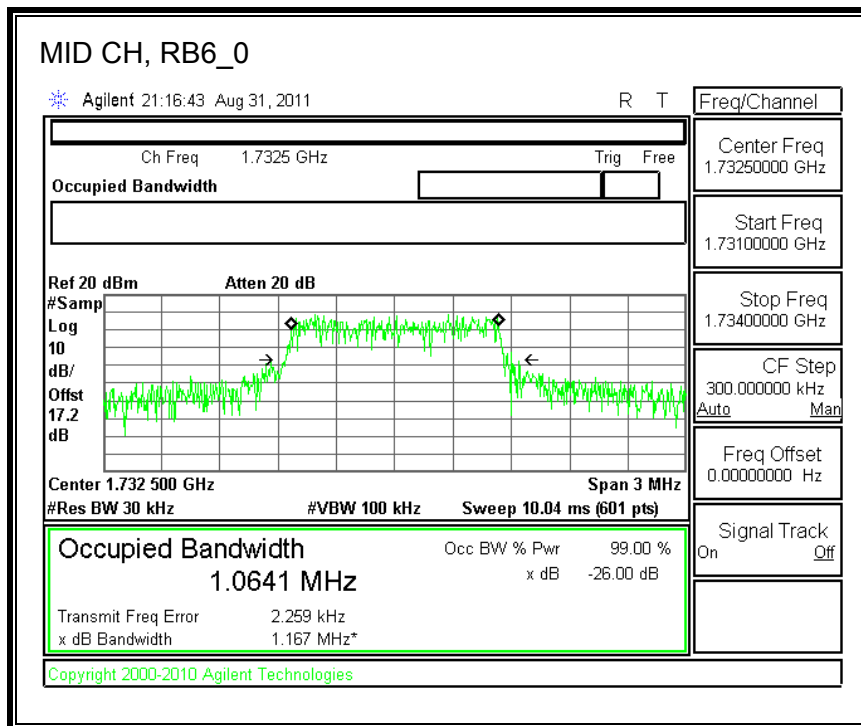 MID CH, RB6_0
Agilent 21:16:43 Aug 31, 2011 R T
Ch Freq 1.7325 GHz Trig Free
Occupied Bandwidth
Ref 20 dBm Atten 20 dB
#Samp
Log
10
dB/
Offst
17.2
dB
Center 1.732 500 GHz Span 3 MHz
#Res BW 30 kHz #VBW 100 kHz Sweep 10.04 ms (601 pts)
Occupied Bandwidth
1.0641 MHz
Occ BW % Pwr 99.00 %
x dB -26.00 dB
Transmit Freq Error 2.259 kHz
x dB Bandwidth 1.167 MHz*
Copyright 2000-2010 Agilent Technologies
Freq/Channel
Center Freq
1.73250000 GHz
Start Freq
1.73100000 GHz
Stop Freq
1.73400000 GHz
CF Step
300.000000 kHz
Auto Man
Freq Offset
0.00000000 Hz
Signal Track
On Off